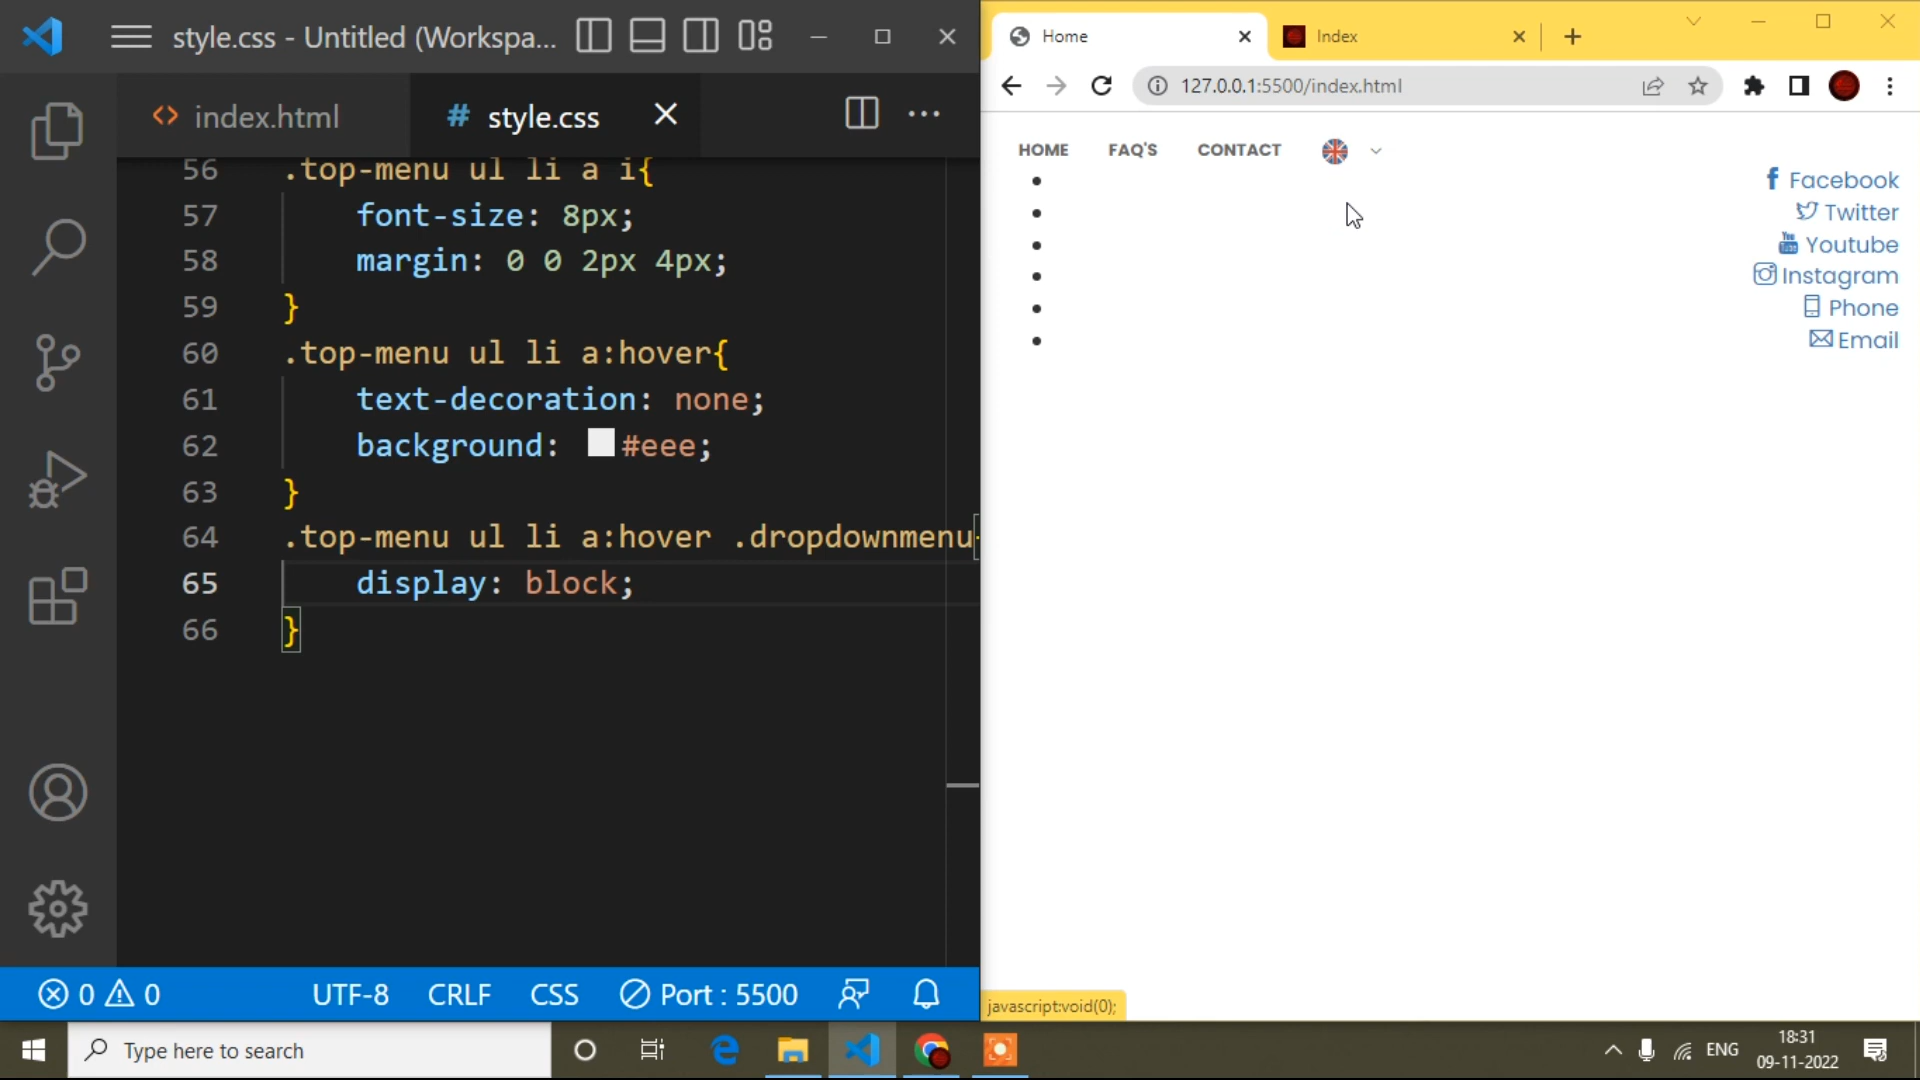 style.css - Untitled (Workspa...
index.html
# style.css
56 .top-menu ul li a i{
57 font-size: 8px;
58 margin: 0 0 2px 4px;
59 }
60 .top-menu ul li a:hover{
61 text-decoration: none;
62 background: #eee;
63 }
64 .top-menu ul li a:hover .dropdownmenu
65 display: block;
66 }
0 0 UTF-8 CRLF CSS Port : 5500
Home
Index
127.0.0.1:5500/index.html
HOME FAQ'S CONTACT
Facebook
Twitter
You Tube Youtube
Instagram
Phone
Email
javascript:void(0);
Type here to search
ENG
18:31
09-11-2022